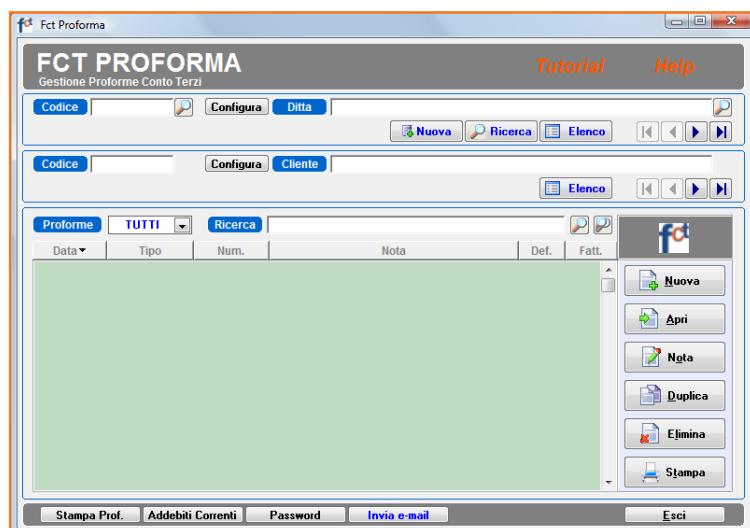 fct Fct Proforma
FCT PROFORMA
Gestione Proforme Conto Terzi
Tutorial Help
Codice Configura Ditta
Nuova Ricerca Elenco
Codice Configura Cliente
Elenco
Proforme TUTTI Ricerca
fct
Data Tipo Num. Nota Def. Fatt.
Nuova
Apri
Nota
Duplica
Elimina
Stampa
Stampa Prof. Addebiti Correnti Password Invia e-mail Esci